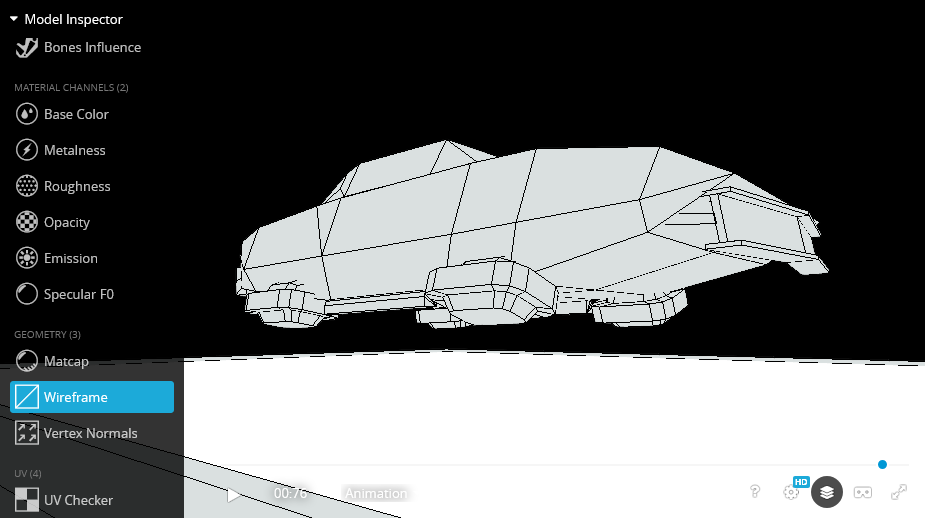 Model Inspector
Bones Influence
MATERIAL CHANNELS (2)
Base Color
Metalness
Roughness
Opacity
Emission
Specular F0
GEOMETRY (3)
Matcap
Wireframe
Vertex Normals
UV (4)
UV Checker
00:76 Animation
? HD